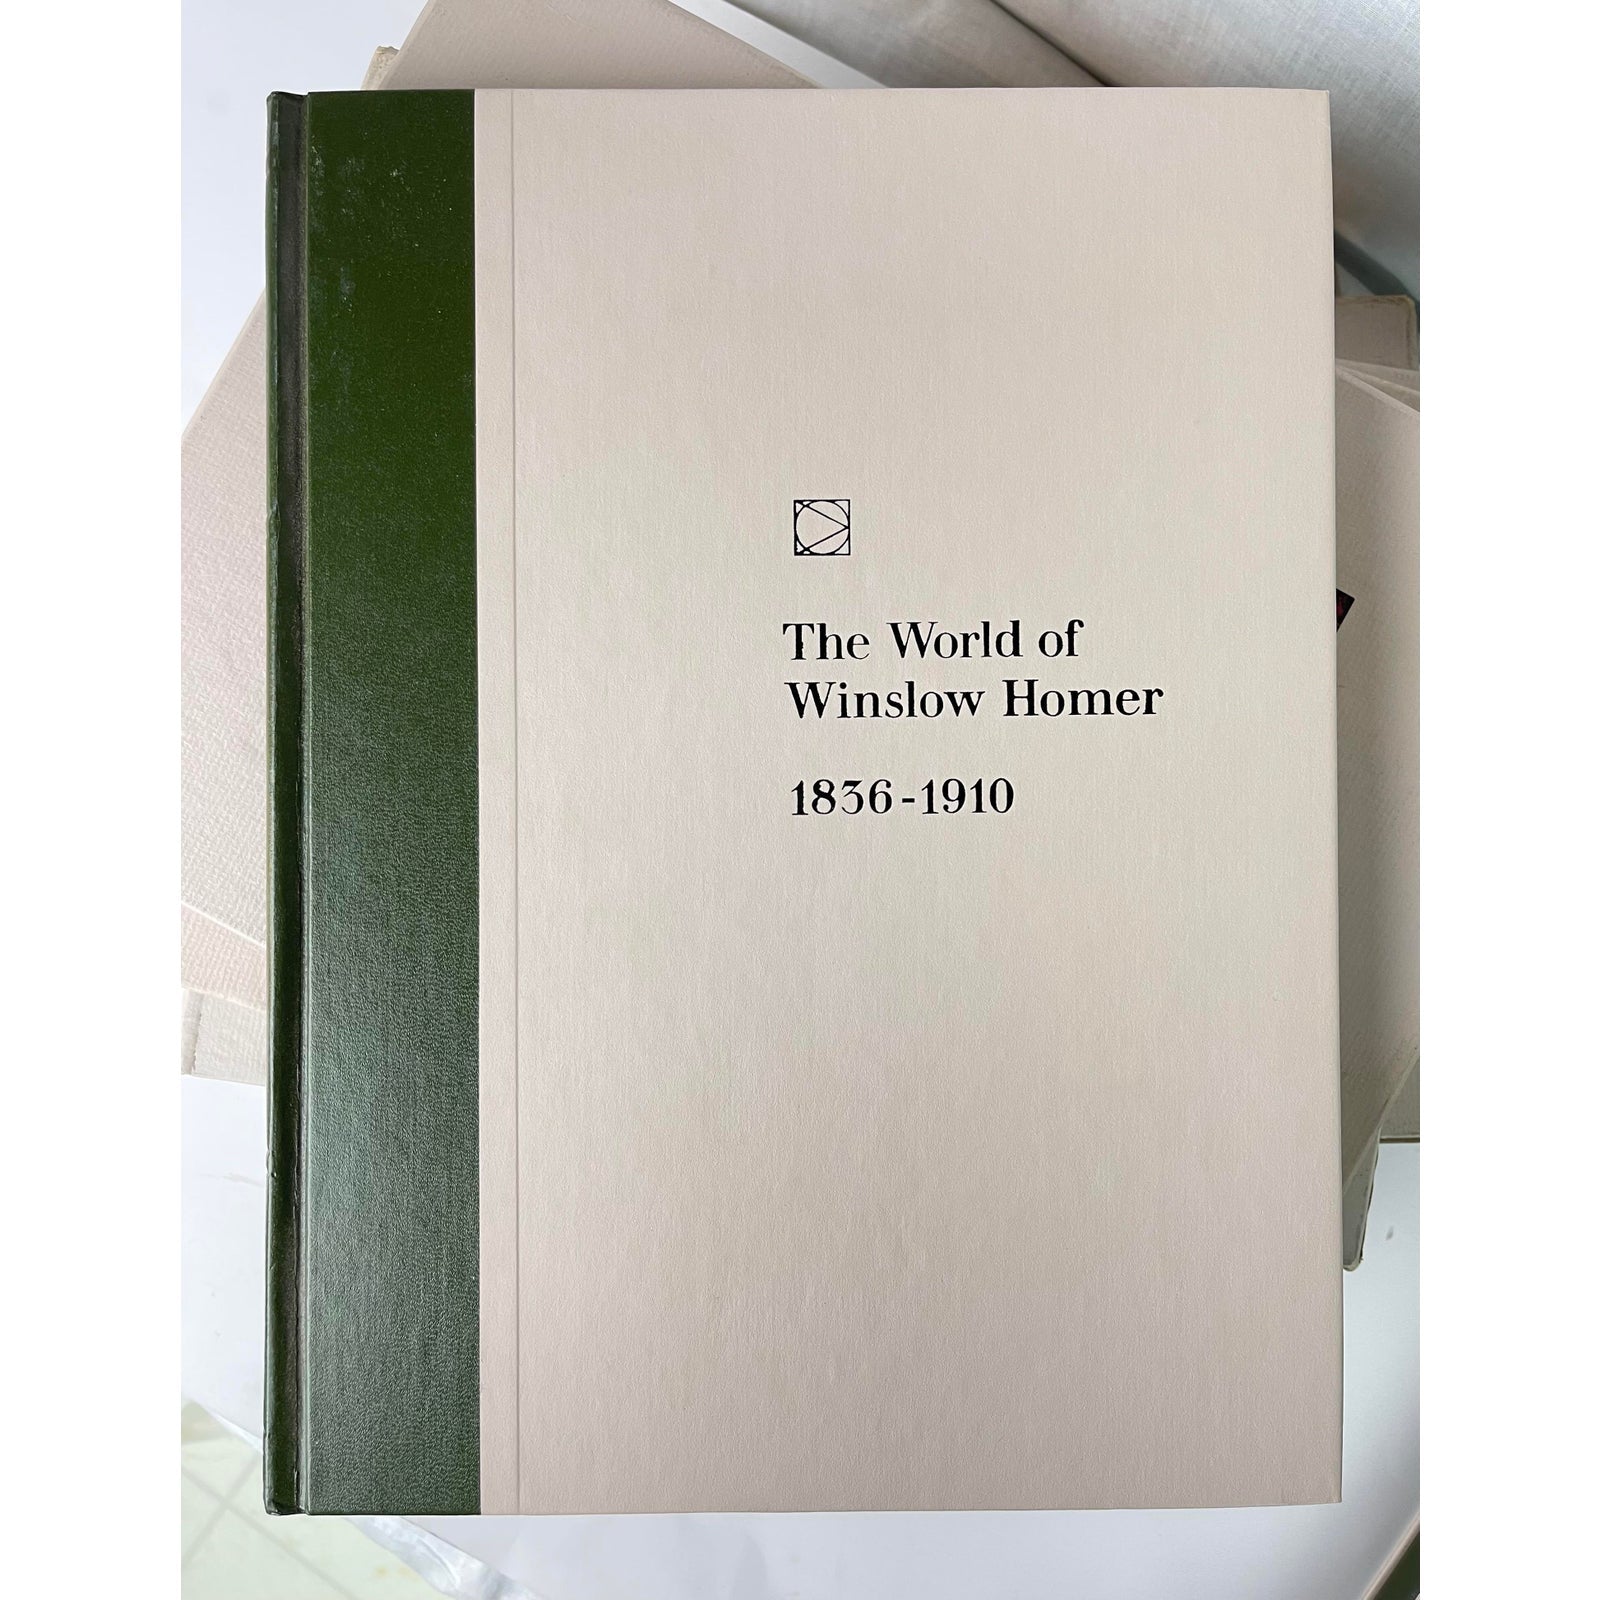 The World of
Winslow Homer
1836-1910